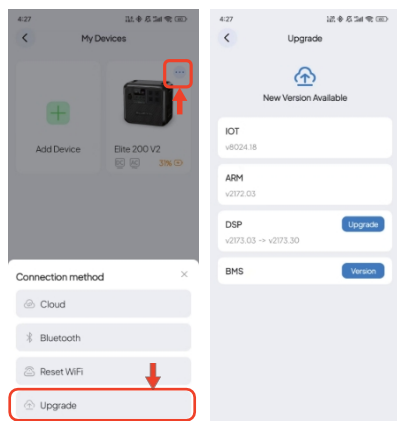 4:27
My Devices
Add Device
Elite 200 V2
31%
Connection method
Cloud
Bluetooth
Reset WiFi
Upgrade
4:27
Upgrade
New Version Available
IOT
v8024.18
ARM
v2172.03
DSP
Upgrade
v2173.03 -> v2173.30
BMS
Version